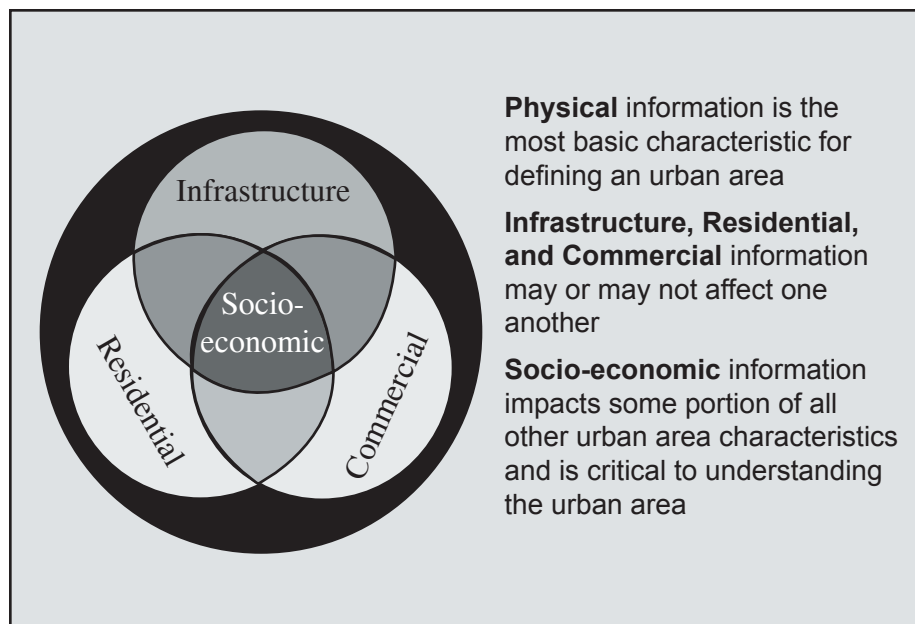 Infrastructure
Socio-
economic
Residential
Commercial
Physical information is the
most basic characteristic for
defining an urban area
Infrastructure, Residential,
and Commercial information
may or may not affect one
another
Socio-economic information
impacts some portion of all
other urban area characteristics
and is critical to understanding
the urban area